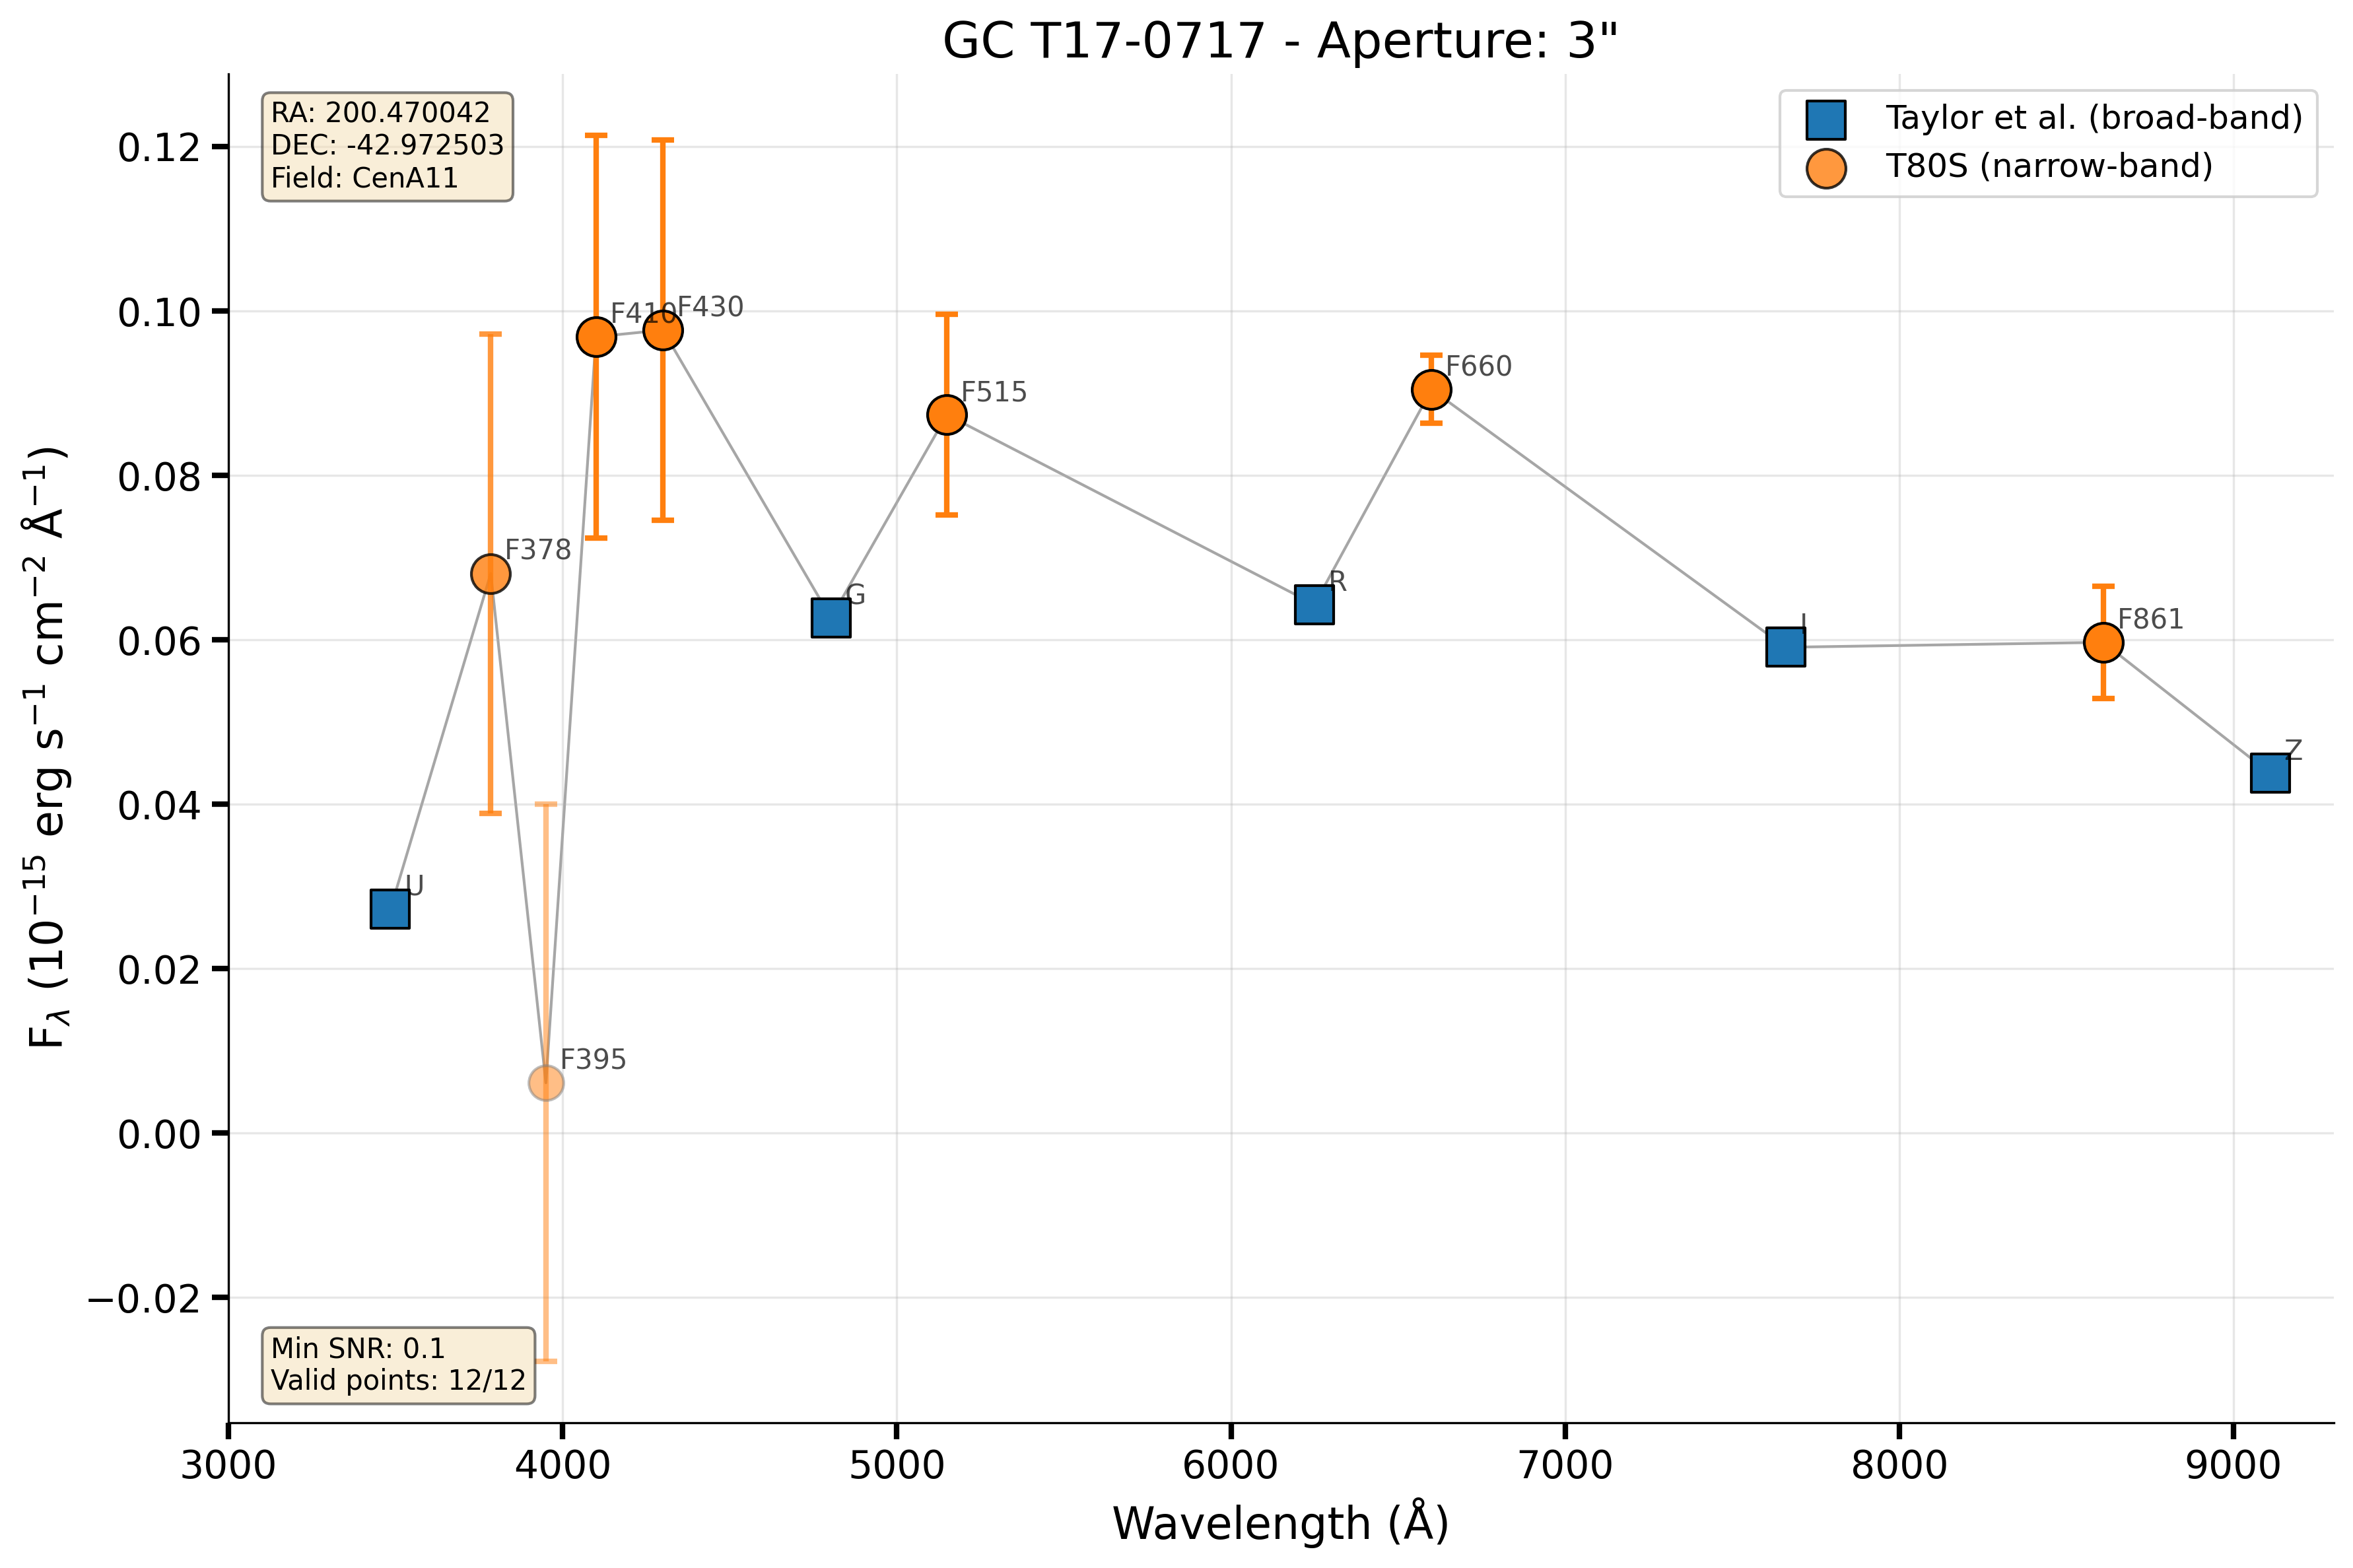 GC T17-0717 - Aperture: 3"
RA: 200.470042
DEC: -42.972503
Field: CenA11
Taylor et al. (broad-band)
T80S (narrow-band)
0.12
0.10
0.08
0.06
0.04
0.02
0.00
−0.02
F410
F430
F515
F660
F378
G
R
I
F861
Z
U
F395
Min SNR: 0.1
Valid points: 12/12
3000
4000
5000
6000
7000
8000
9000
Wavelength (Å)
F$_{λ}$ (10$^{−15}$ erg s$^{−1}$ cm$^{−2}$ Å$^{−1}$)